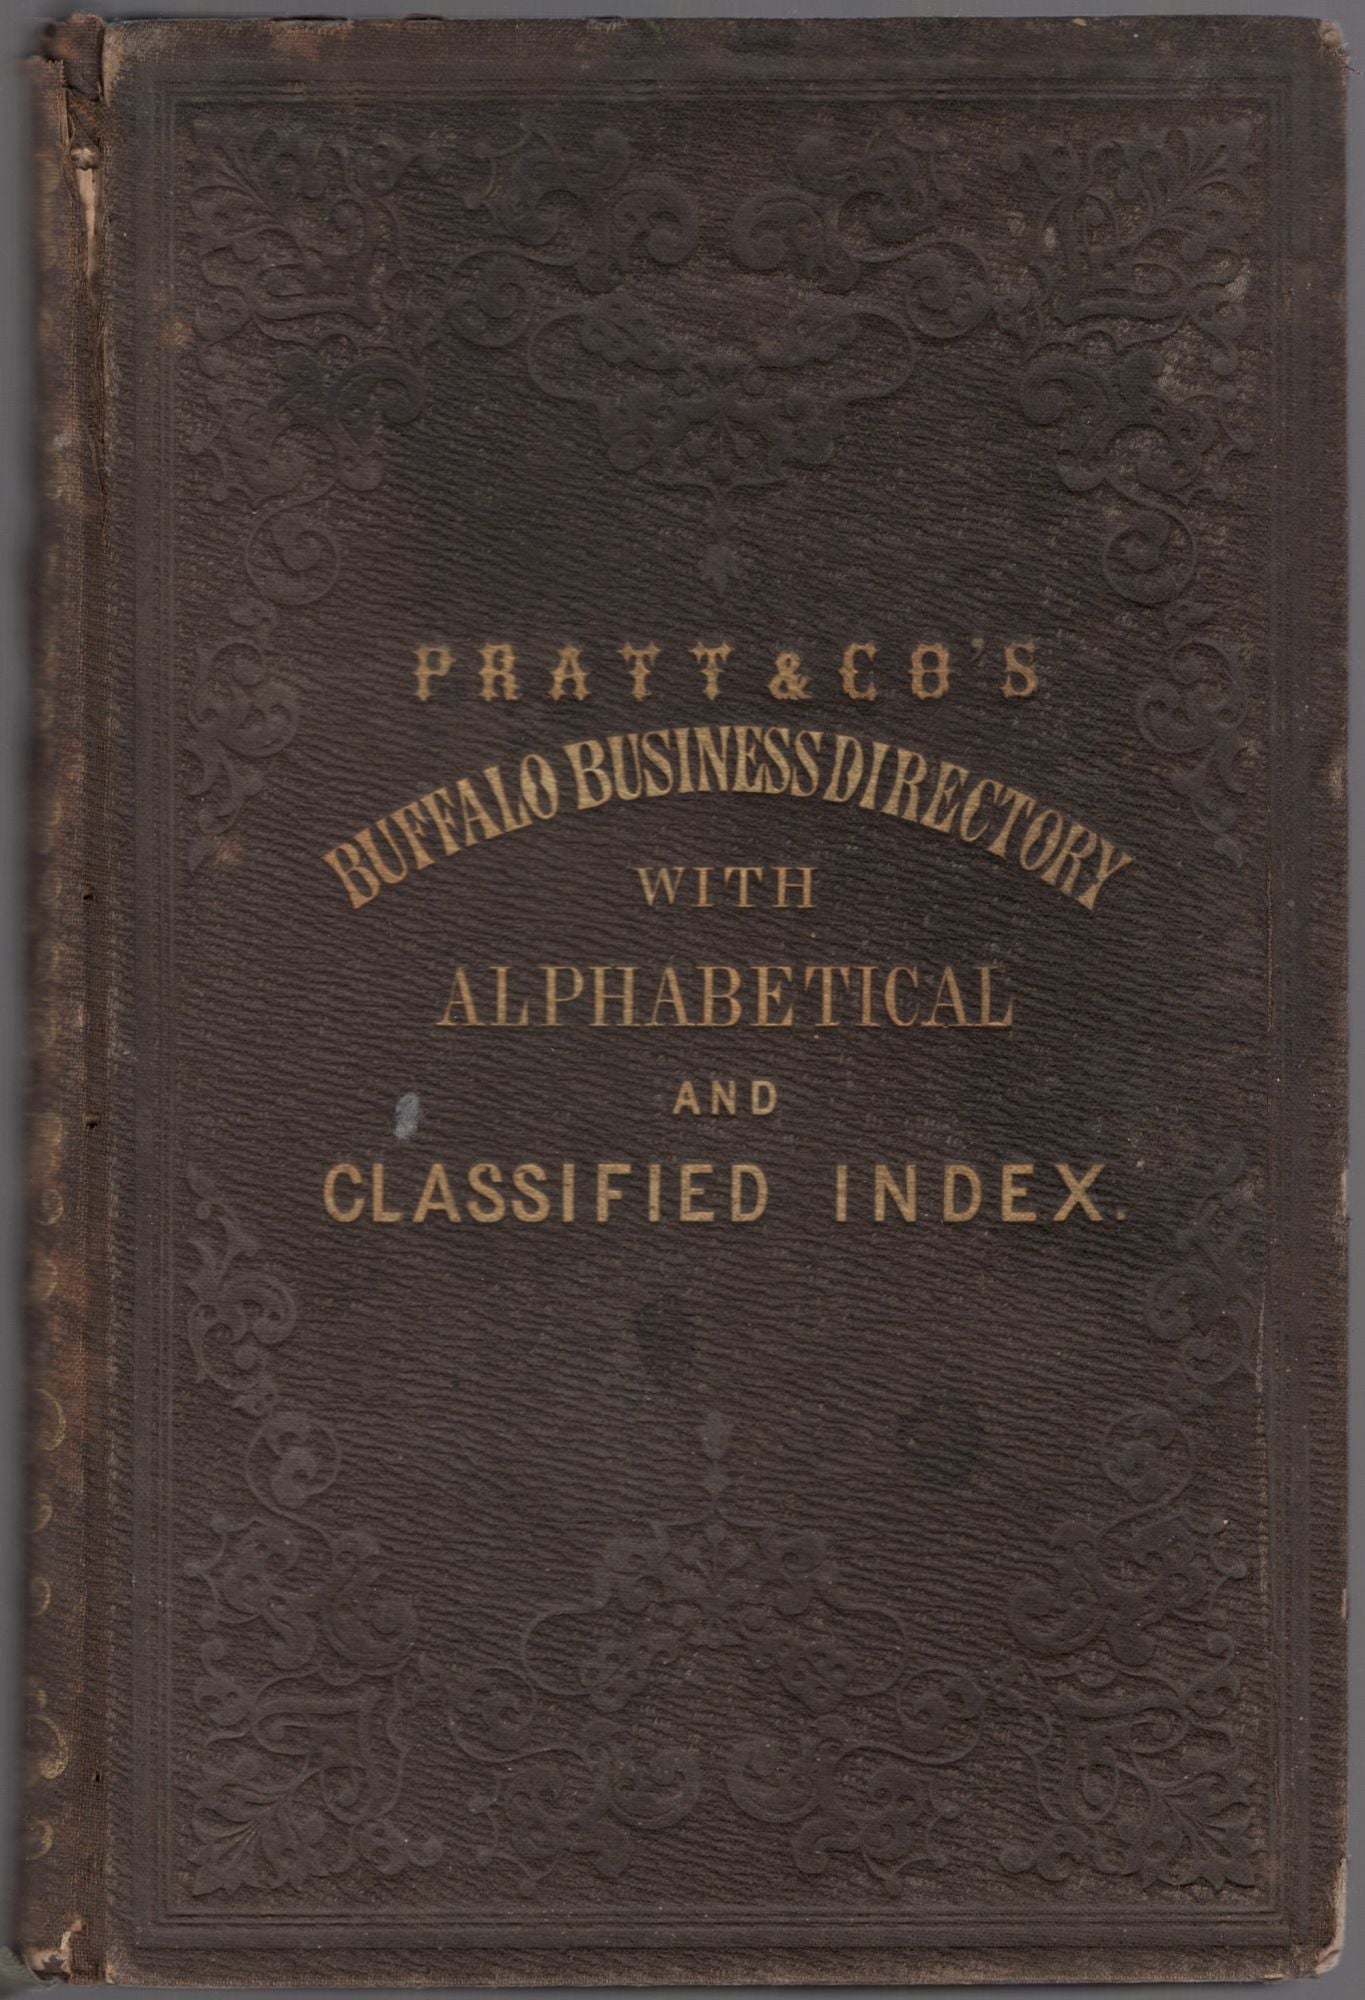 PRATT & CO'S
BUFFALO BUSINESS DIRECTORY
WITH
ALPHABETICAL
AND
CLASSIFIED INDEX.